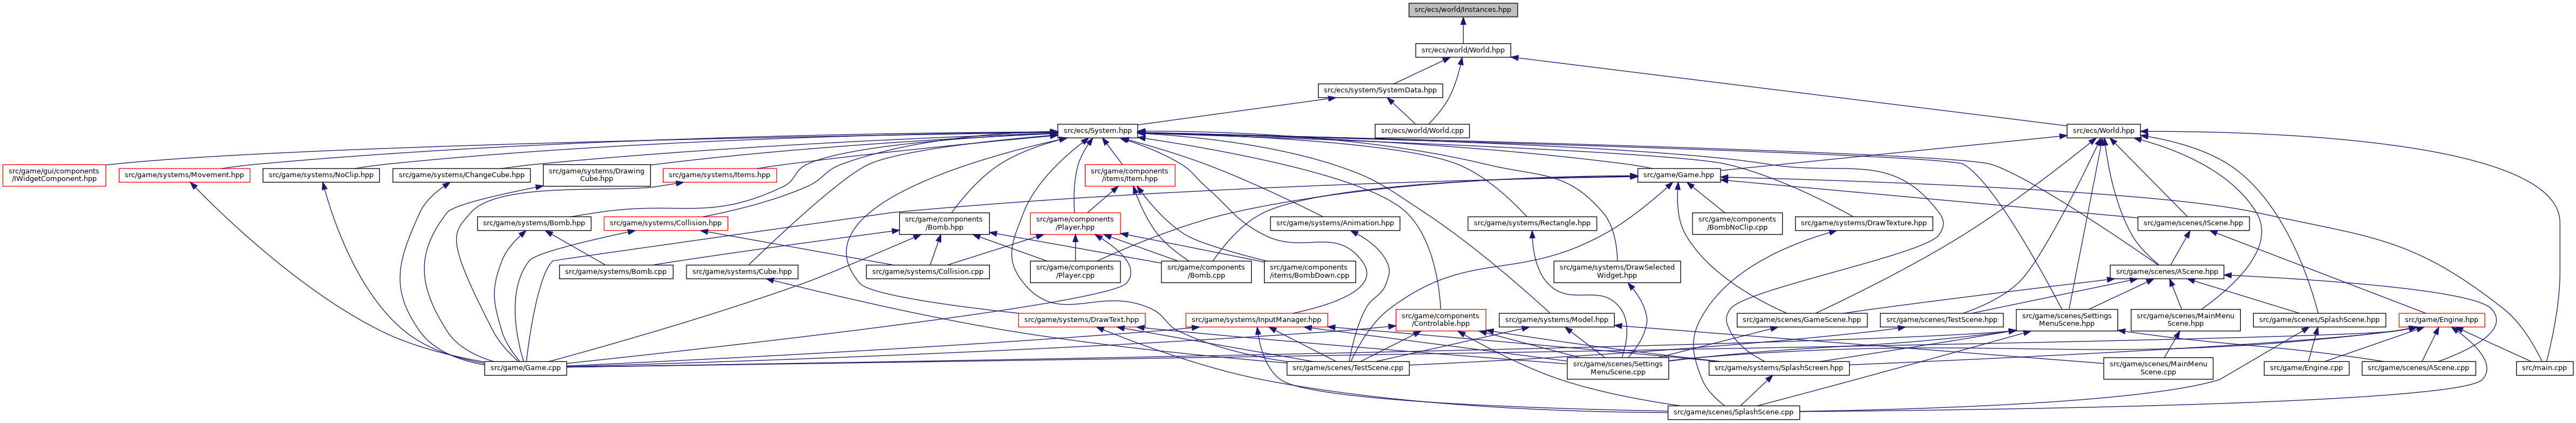 src/ecs/world/Instances.hpp
src/ecs/world/World.hpp
src/ecs/system/SystemData.hpp
src/ecs/System.hpp
src/ecs/world/World.cpp
src/ecs/World.hpp
src/game/gui/components
/IWidgetComponent.hpp
src/game/systems/Movement.hpp
src/game/systems/NoClip.hpp
src/game/systems/ChangeCube.hpp
src/game/systems/Drawing
Cube.hpp
src/game/systems/Items.hpp
src/game/components
/items/Item.hpp
src/game/Game.hpp
src/game/systems/Bomb.hpp
src/game/systems/Collision.hpp
src/game/components
/Bomb.hpp
src/game/components
/Player.hpp
src/game/systems/Animation.hpp
src/game/systems/Rectangle.hpp
src/game/components
/BombNoClip.cpp
src/game/systems/DrawTexture.hpp
src/game/scenes/IScene.hpp
src/game/systems/Bomb.cpp
src/game/systems/Cube.hpp
src/game/systems/Collision.cpp
src/game/components
/Player.cpp
src/game/components
/Bomb.cpp
src/game/components
/items/BombDown.cpp
src/game/systems/DrawSelected
Widget.hpp
src/game/scenes/AScene.hpp
src/game/systems/DrawText.hpp
src/game/systems/InputManager.hpp
src/game/components
/Controlable.hpp
src/game/systems/Model.hpp
src/game/scenes/GameScene.hpp
src/game/scenes/TestScene.hpp
src/game/scenes/Settings
MenuScene.hpp
src/game/scenes/MainMenu
Scene.hpp
src/game/scenes/SplashScene.hpp
src/game/Engine.hpp
src/game/Game.cpp
src/game/scenes/TestScene.cpp
src/game/scenes/Settings
MenuScene.cpp
src/game/systems/SplashScreen.hpp
src/game/scenes/MainMenu
Scene.cpp
src/game/Engine.cpp
src/game/scenes/AScene.cpp
src/main.cpp
src/game/scenes/SplashScene.cpp